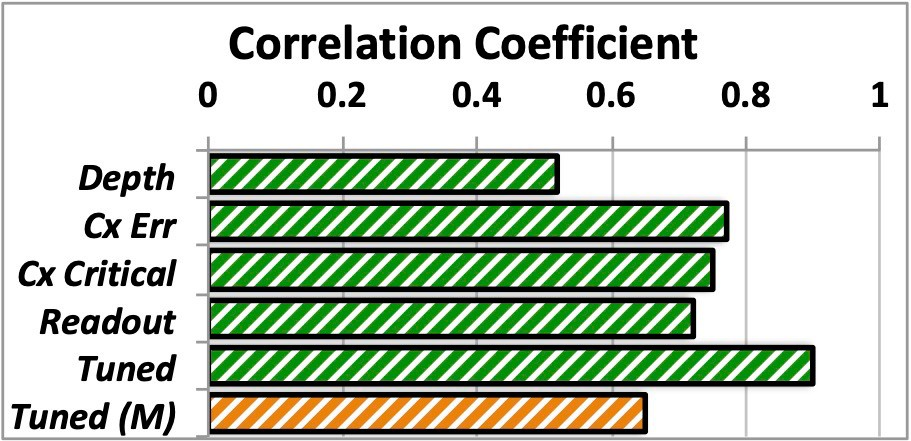 Correlation Coefficient
0 0.2 0.4 0.6 0.8 1
Depth
Cx Err
Cx Critical
Readout
Tuned
Tuned (M)